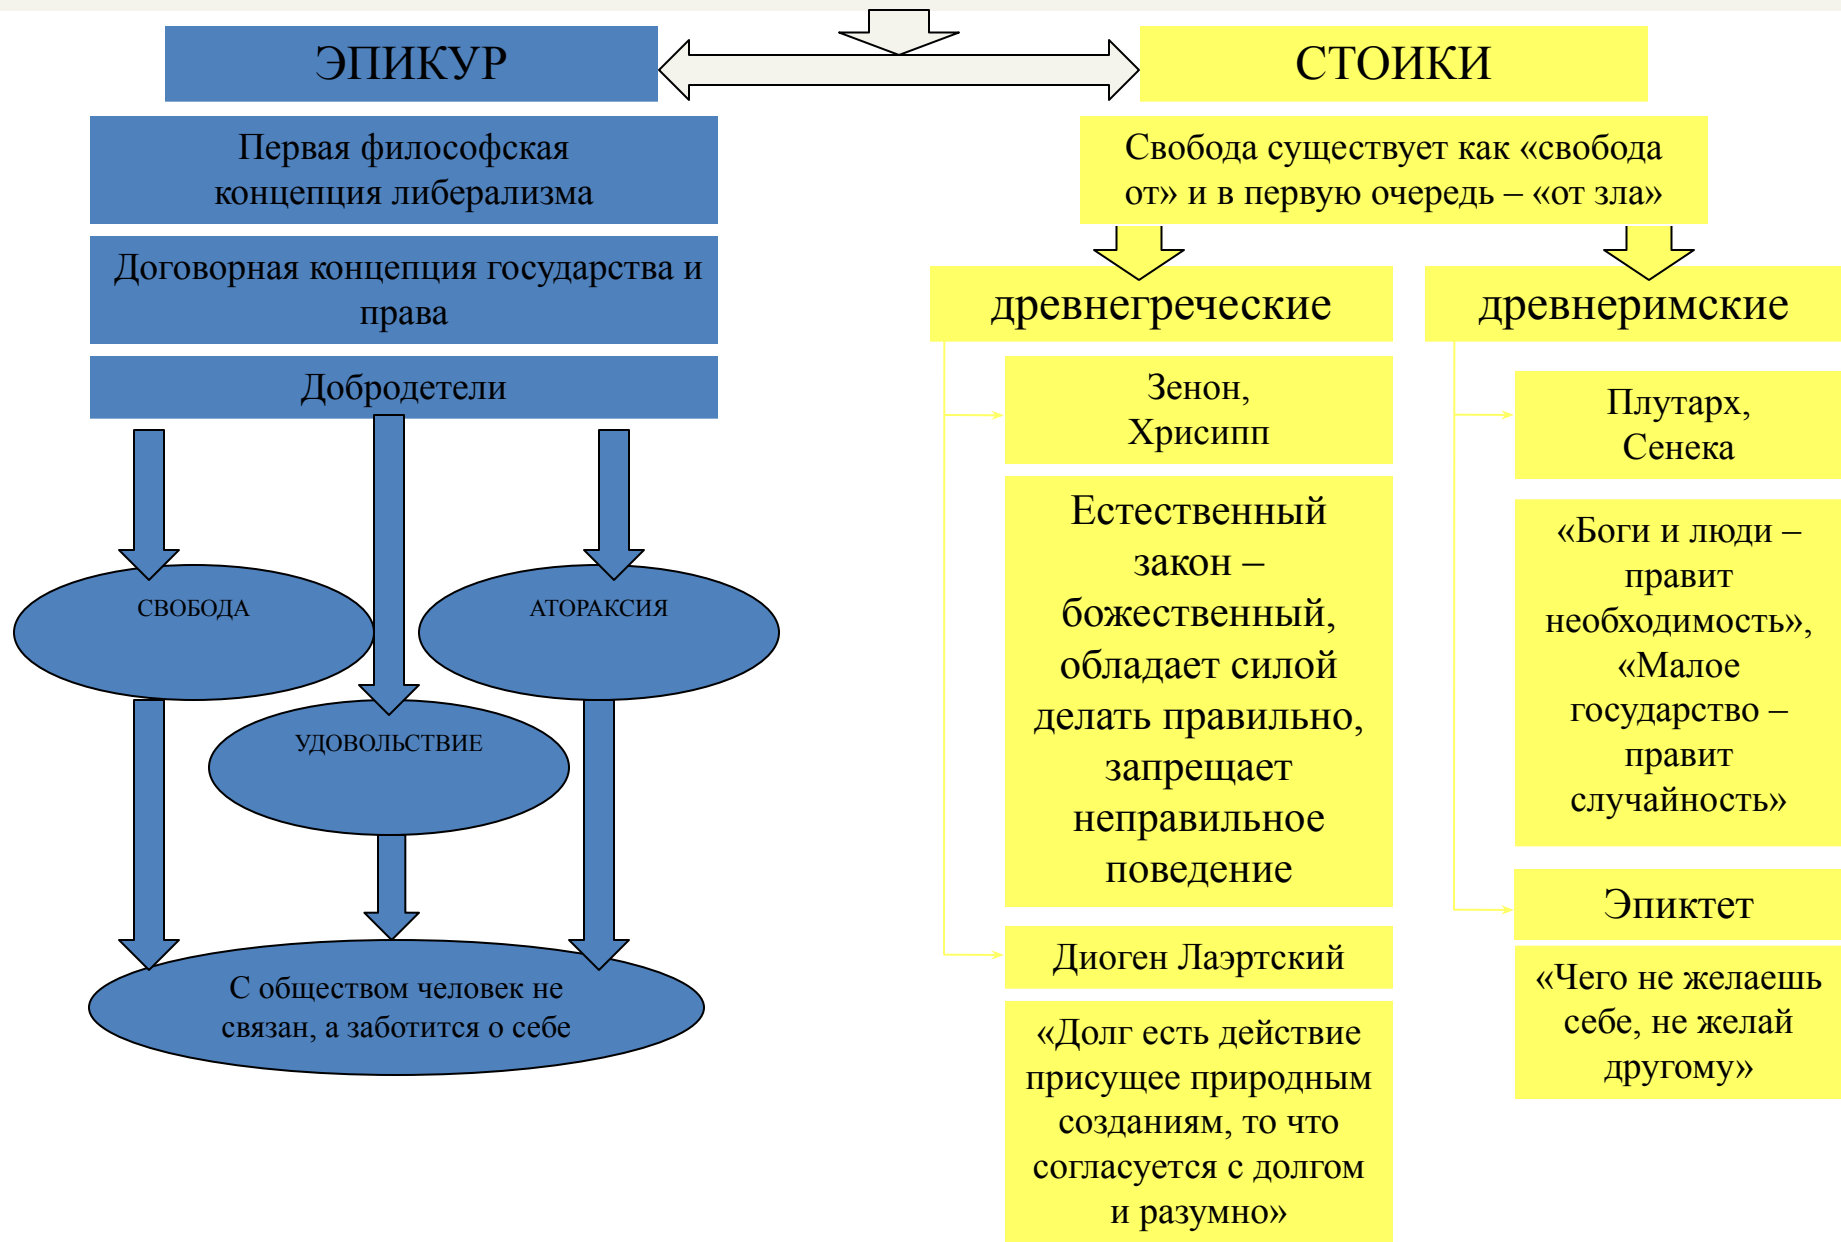 ЭПИКУР
Первая философская
концепция либерализма
Договорная концепция государства и
права
Добродетели
СВОБОДА
АТОРАКСИЯ
УДОВОЛЬСТВИЕ
С обществом человек не
связан, а заботится о себе
СТОИКИ
Свобода существует как «свобода
от» и в первую очередь – «от зла»
древнегреческие
Зенон,
Хрисипп
Естественный
закон –
божественный,
обладает силой
делать правильно,
запрещает
неправильное
поведение
Диоген Лаэртский
«Долг есть действие
присущее природным
созданиям, то что
согласуется с долгом
и разумно»
древнеримские
Плутарх,
Сенека
«Боги и люди –
правит
необходимость»,
«Малое
государство –
правит
случайность»
Эпиктет
«Чего не желаешь
себе, не желай
другому»